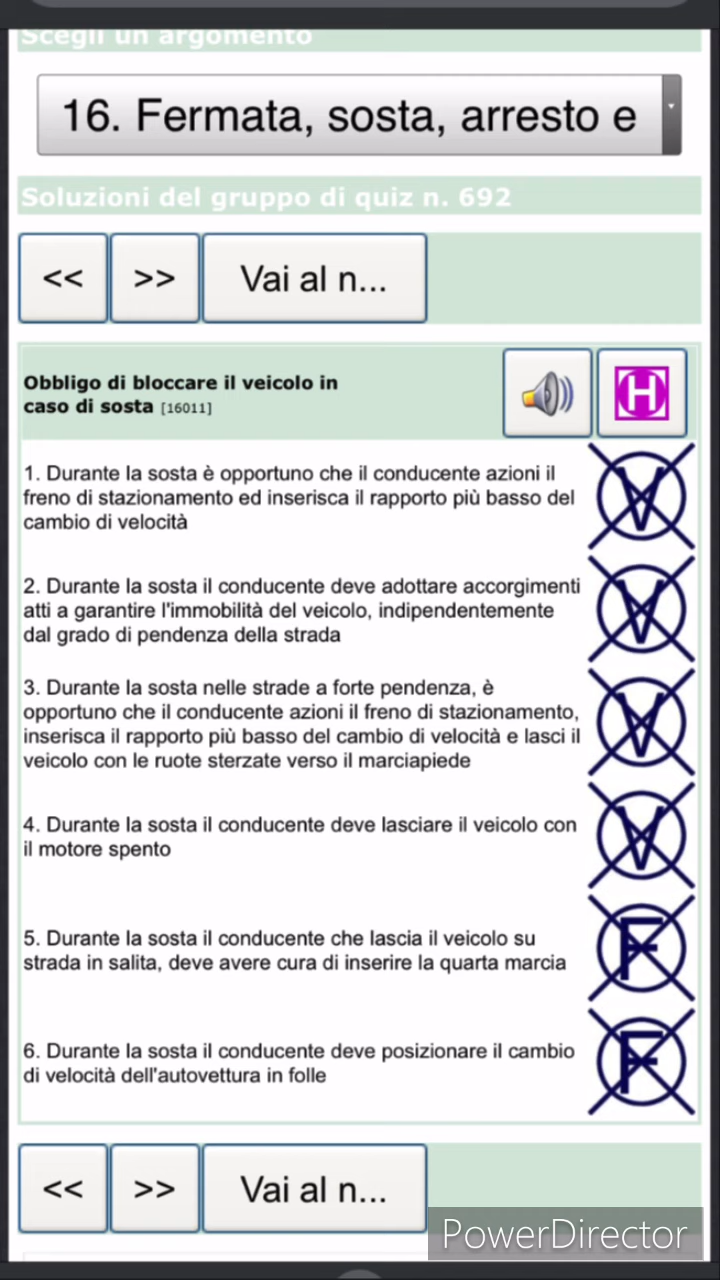 Scegli un argomento
16. Fermata, sosta, arresto e
Soluzioni del gruppo di quiz n. 692
<< >> Vai al n...
Obbligo di bloccare il veicolo in
caso di sosta [16011]
H
1. Durante la sosta è opportuno che il conducente azioni il
freno di stazionamento ed inserisca il rapporto più basso del
cambio di velocità
V
2. Durante la sosta il conducente deve adottare accorgimenti
atti a garantire l'immobilità del veicolo, indipendentemente
dal grado di pendenza della strada
V
3. Durante la sosta nelle strade a forte pendenza, è
opportuno che il conducente azioni il freno di stazionamento,
inserisca il rapporto più basso del cambio di velocità e lasci il
veicolo con le ruote sterzate verso il marciapiede
V
4. Durante la sosta il conducente deve lasciare il veicolo con
il motore spento
V
5. Durante la sosta il conducente che lascia il veicolo su
strada in salita, deve avere cura di inserire la quarta marcia
F
6. Durante la sosta il conducente deve posizionare il cambio
di velocità dell'autovettura in folle
F
<< >> Vai al n...
PowerDirector